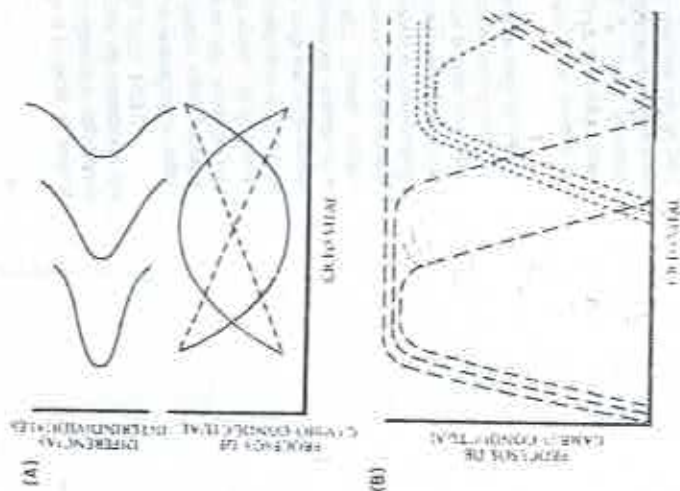 (A)
DIFERENCIAS
INTERINDIVIDUALES
PROCESOS DE
CAMBIO CONDUCTUAL
CICLO VITAL
(B)
PROCESOS DE
CAMBIO CONDUCTUAL
CICLO VITAL